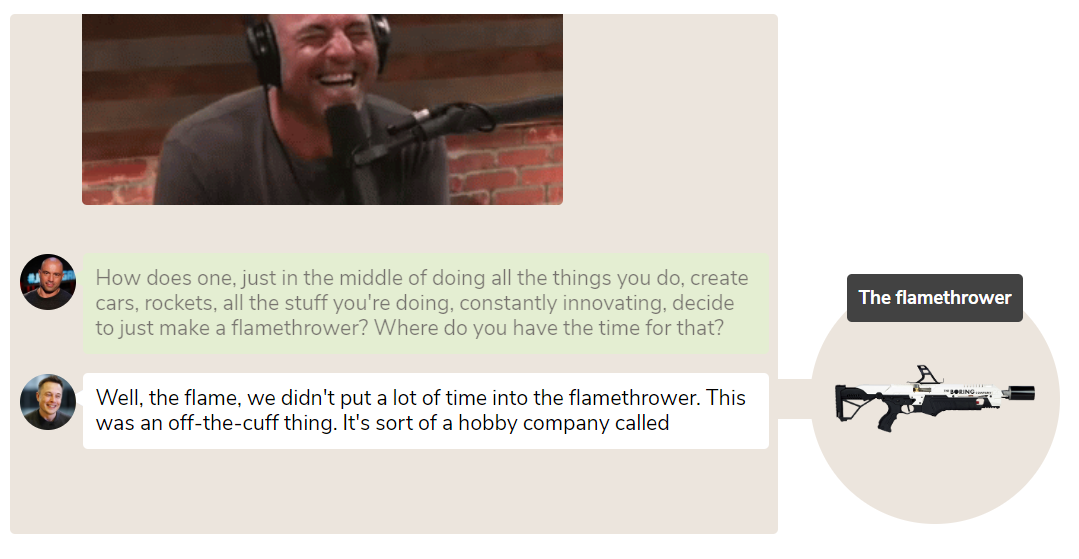 How does one, just in the middle of doing all the things you do, create
cars, rockets, all the stuff you're doing, constantly innovating, decide
to just make a flamethrower? Where do you have the time for that?
Well, the flame, we didn't put a lot of time into the flamethrower. This
was an off-the-cuff thing. It's sort of a hobby company called
The flamethrower
BORING